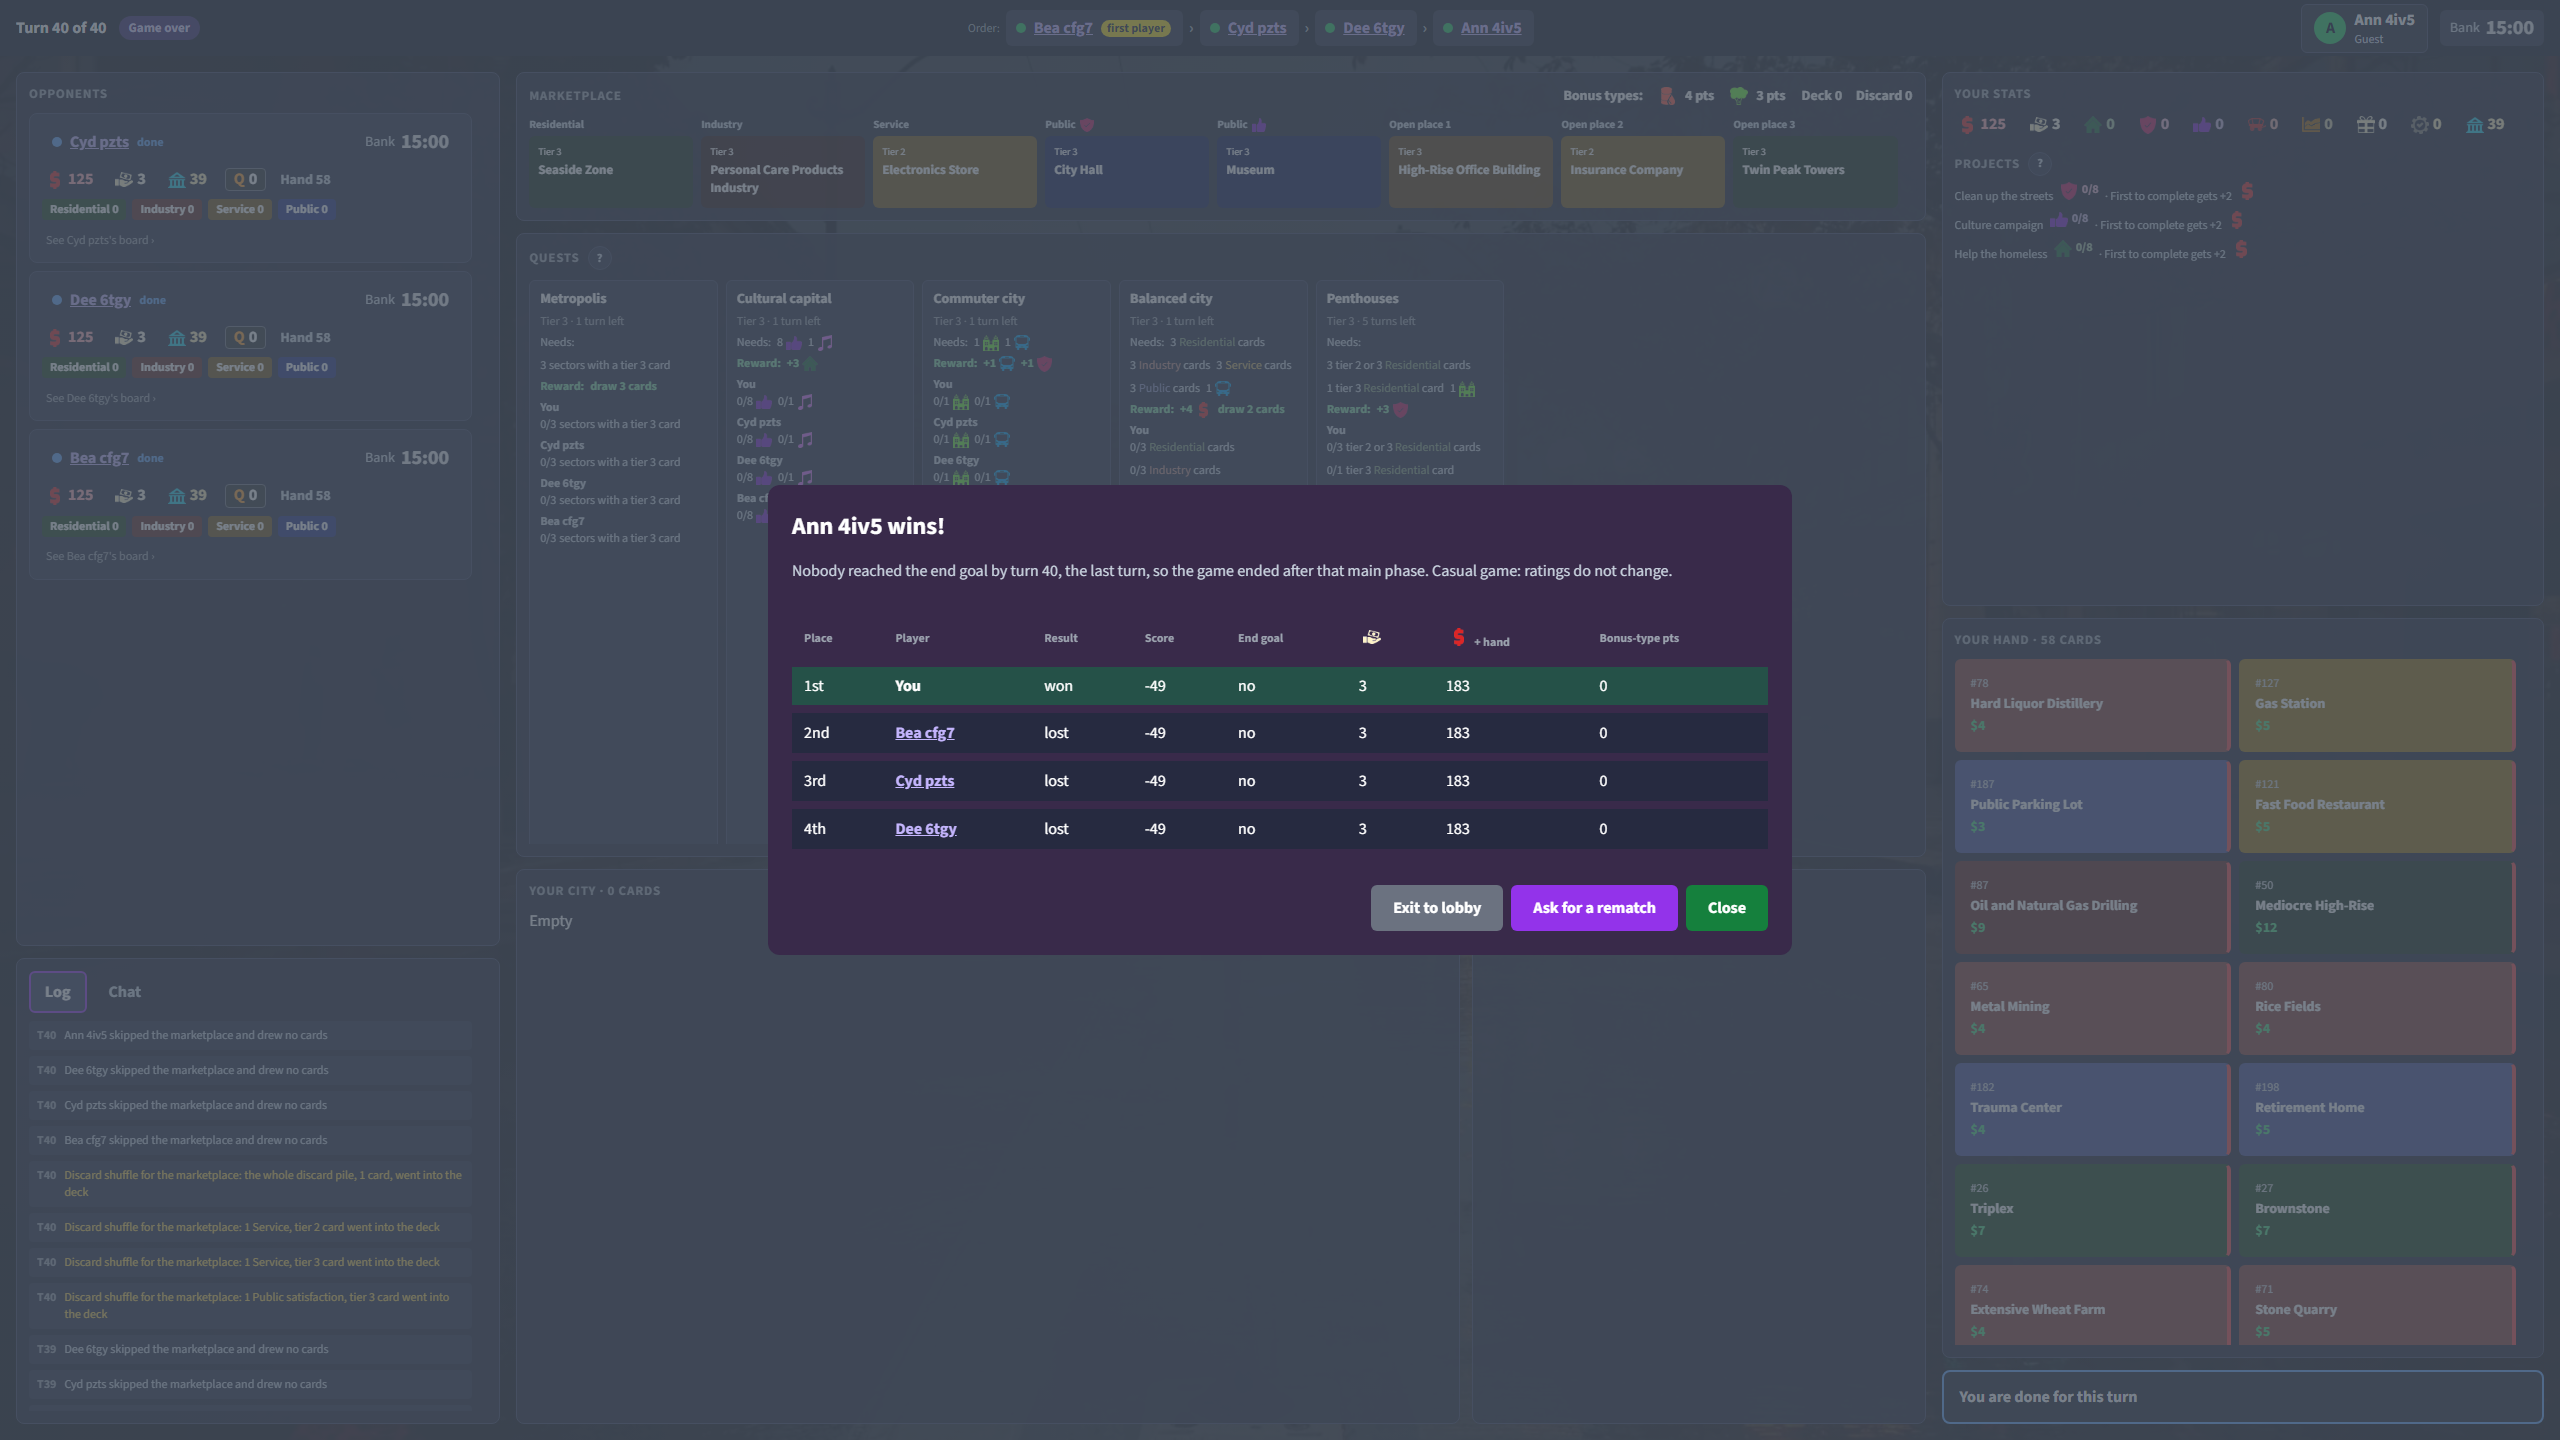 Turn 40 of 40 Game over
Order: Bea cfg7 first player › Cyd pzts › Dee 6tgy › Ann 4iv5
A Ann 4iv5 Guest
Bank 15:00
OPPONENTS
Cyd pzts done Bank 15:00
125 3 39 Q 0 Hand 58
Residential 0 Industry 0 Service 0 Public 0
See Cyd pzts's board ›
Dee 6tgy done Bank 15:00
125 3 39 Q 0 Hand 58
Residential 0 Industry 0 Service 0 Public 0
See Dee 6tgy's board ›
Bea cfg7 done Bank 15:00
125 3 39 Q 0 Hand 58
Residential 0 Industry 0 Service 0 Public 0
See Bea cfg7's board ›
MARKETPLACE
Bonus types: 4 pts 3 pts Deck 0 Discard 0
Residential Industry Service Public Public Open place 1 Open place 2 Open place 3
Tier 3
Seaside Zone
Tier 3
Personal Care Products
Industry
Tier 2
Electronics Store
Tier 3
City Hall
Tier 3
Museum
Tier 3
High-Rise Office Building
Tier 2
Insurance Company
Tier 3
Twin Peak Towers
QUESTS ?
Metropolis
Tier 3 · 1 turn left
Needs:
3 sectors with a tier 3 card
Reward: draw 3 cards
You
0/3 sectors with a tier 3 card
Cyd pzts
0/3 sectors with a tier 3 card
Dee 6tgy
0/3 sectors with a tier 3 card
Bea cfg7
0/3 sectors with a tier 3 card
Cultural capital
Tier 3 · 1 turn left
Needs: 8 1
Reward: +3
You
0/8 0/1
Cyd pzts
0/8 0/1
Dee 6tgy
0/8 0/1
Bea cf
0/8
Commuter city
Tier 3 · 1 turn left
Needs: 1 1
Reward: +1 +1
You
0/1 0/1
Cyd pzts
0/1 0/1
Dee 6tgy
0/1 0/1
Balanced city
Tier 3 · 1 turn left
Needs: 3 Residential cards
3 Industry cards 3 Service cards
3 Public cards 1
Reward: +4 draw 2 cards
You
0/3 Residential cards
0/3 Industry cards
Penthouses
Tier 3 · 5 turns left
Needs:
3 tier 2 or 3 Residential cards
1 tier 3 Residential card 1
Reward: +3
You
0/3 tier 2 or 3 Residential cards
0/1 tier 3 Residential card
Ann 4iv5 wins!
Nobody reached the end goal by turn 40, the last turn, so the game ended after that main phase. Casual game: ratings do not change.
Place Player Result Score End goal + hand Bonus-type pts
1st You won -49 no 3 183 0
2nd Bea cfg7 lost -49 no 3 183 0
3rd Cyd pzts lost -49 no 3 183 0
4th Dee 6tgy lost -49 no 3 183 0
Exit to lobby Ask for a rematch Close
YOUR CITY · 0 CARDS
Empty
Log Chat
T40 Ann 4iv5 skipped the marketplace and drew no cards
T40 Dee 6tgy skipped the marketplace and drew no cards
T40 Cyd pzts skipped the marketplace and drew no cards
T40 Bea cfg7 skipped the marketplace and drew no cards
T40 Discard shuffle for the marketplace: the whole discard pile, 1 card, went into the
deck
T40 Discard shuffle for the marketplace: 1 Service, tier 2 card went into the deck
T40 Discard shuffle for the marketplace: 1 Service, tier 3 card went into the deck
T40 Discard shuffle for the marketplace: 1 Public satisfaction, tier 3 card went into
the deck
T39 Dee 6tgy skipped the marketplace and drew no cards
T39 Cyd pzts skipped the marketplace and drew no cards
YOUR STATS
125 3 0 0 0 0 0 0 0 39
PROJECTS ?
Clean up the streets 0/8 · First to complete gets +2
Culture campaign 0/8 · First to complete gets +2
Help the homeless 0/8 · First to complete gets +2
YOUR HAND · 58 CARDS
#78
Hard Liquor Distillery
$4
#127
Gas Station
$5
#187
Public Parking Lot
$3
#121
Fast Food Restaurant
$5
#87
Oil and Natural Gas Drilling
$9
#50
Mediocre High-Rise
$12
#65
Metal Mining
$4
#80
Rice Fields
$4
#182
Trauma Center
$4
#198
Retirement Home
$5
#26
Triplex
$7
#27
Brownstone
$7
#74
Extensive Wheat Farm
$4
#71
Stone Quarry
$5
You are done for this turn